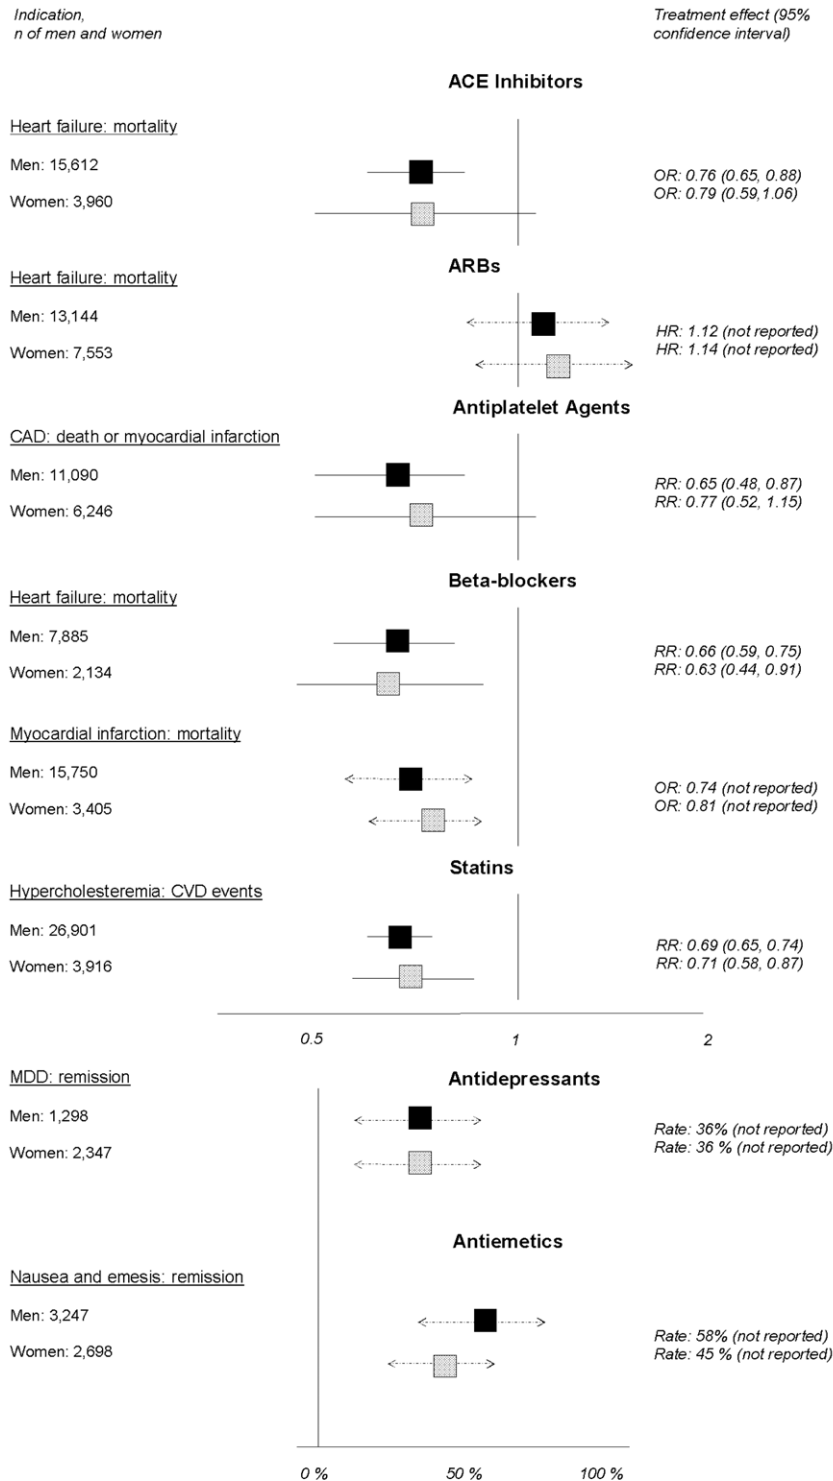 Indication,
n of men and women
Treatment effect (95%
confidence interval)
ACE Inhibitors
Heart failure: mortality
Men: 15,612
Women: 3,960
OR: 0.76 (0.65, 0.88)
OR: 0.79 (0.59,1.06)
ARBs
Heart failure: mortality
Men: 13,144
Women: 7,553
HR: 1.12 (not reported)
HR: 1.14 (not reported)
Antiplatelet Agents
CAD: death or myocardial infarction
Men: 11,090
Women: 6,246
RR: 0.65 (0.48, 0.87)
RR: 0.77 (0.52, 1.15)
Beta-blockers
Heart failure: mortality
Men: 7,885
Women: 2,134
RR: 0.66 (0.59, 0.75)
RR: 0.63 (0.44, 0.91)
Myocardial infarction: mortality
Men: 15,750
Women: 3,405
OR: 0.74 (not reported)
OR: 0.81 (not reported)
Statins
Hypercholesteremia: CVD events
Men: 26,901
Women: 3,916
RR: 0.69 (0.65, 0.74)
RR: 0.71 (0.58, 0.87)
0.5 1 2
MDD: remission
Antidepressants
Men: 1,298
Women: 2,347
Rate: 36% (not reported)
Rate: 36 % (not reported)
Antiemetics
Nausea and emesis: remission
Men: 3,247
Women: 2,698
Rate: 58% (not reported)
Rate: 45 % (not reported)
0 % 50 % 100 %